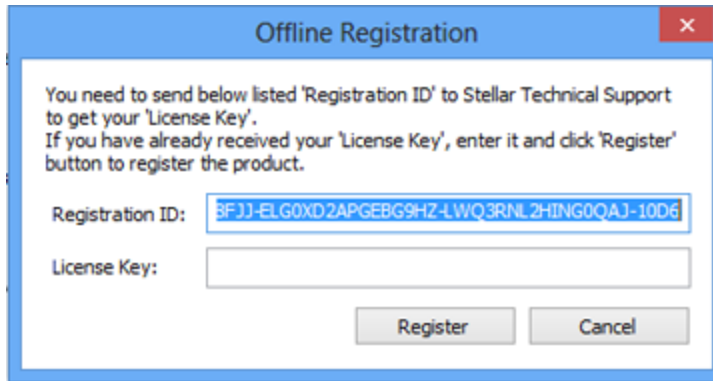 Offline Registration
You need to send below listed 'Registration ID' to Stellar Technical Support
to get your 'License Key'.
If you have already received your 'License Key', enter it and click 'Register'
button to register the product.
Registration ID: 3FJJ-ELG0XD2APGEBG9HZ-LWQ3RNL2HING0QAJ-10D6
License Key:
Register Cancel